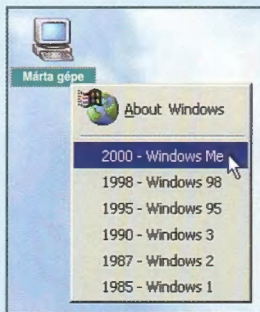 Márta gépe
About Windows
2000 - Windows Me
1998 - Windows 98
1995 - Windows 95
1990 - Windows 3
1987 - Windows 2
1985 - Windows 1